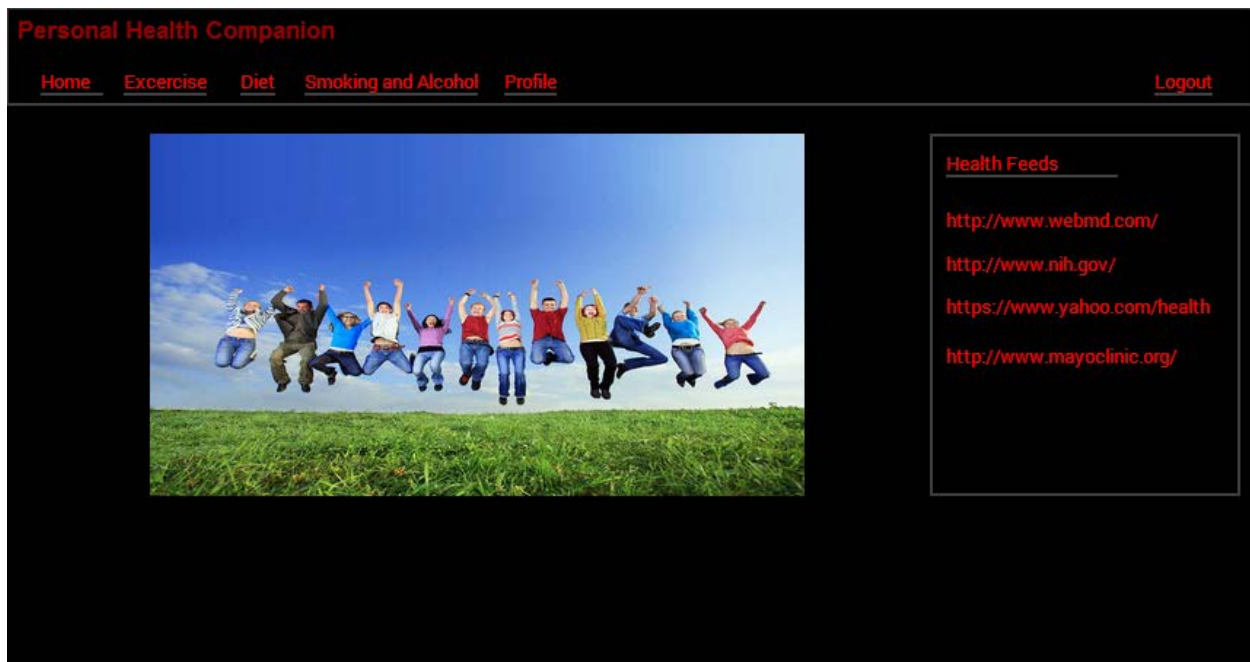 Personal Health Companion
Home Excercise Diet Smoking and Alcohol Profile Logout
Health Feeds
http://www.webmd.com/
http://www.nih.gov/
https://www.yahoo.com/health
http://www.mayoclinic.org/